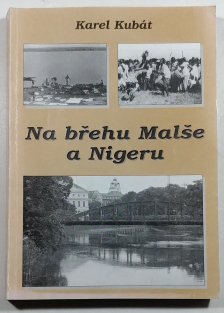 Karel Kubát
Na břehu Malše
a Nigeru